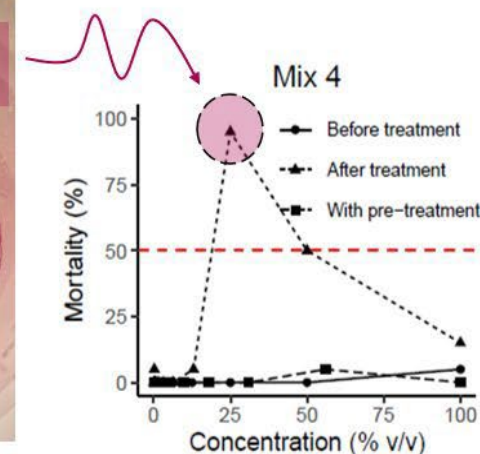 Mix 4
100
75
50
25
0
Mortality (%)
Before treatment
After treatment
With pre−treatment
0 25 50 75 100
Concentration (% v/v)